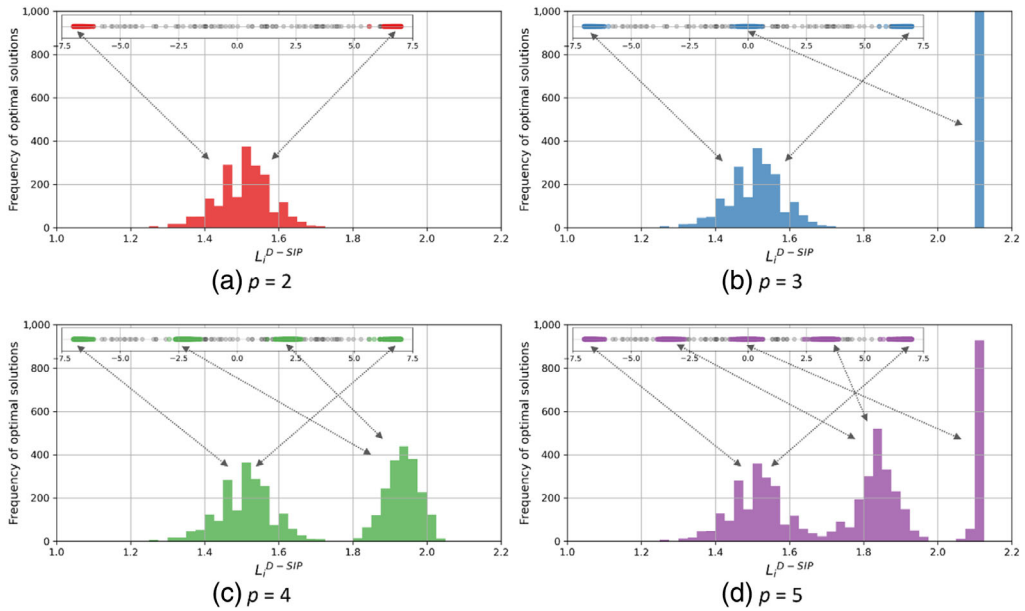 1,000
800
600
400
200
0
Frequency of optimal solutions
−7.5 −5.0 −2.5 0.0 2.5 5.0 7.5
1.0 1.2 1.4 1.6 1.8 2.0 2.2
L_i^{D−SIP}
(a) p = 2
1,000
800
600
400
200
0
Frequency of optimal solutions
−7.5 −5.0 −2.5 0.0 2.5 5.0 7.5
1.0 1.2 1.4 1.6 1.8 2.0 2.2
L_i^{D−SIP}
(b) p = 3
1,000
800
600
400
200
0
Frequency of optimal solutions
−7.5 −5.0 −2.5 0.0 2.5 5.0 7.5
1.0 1.2 1.4 1.6 1.8 2.0 2.2
L_i^{D−SIP}
(c) p = 4
1,000
800
600
400
200
0
Frequency of optimal solutions
−7.5 −5.0 −2.5 0.0 2.5 5.0 7.5
1.0 1.2 1.4 1.6 1.8 2.0 2.2
L_i^{D−SIP}
(d) p = 5